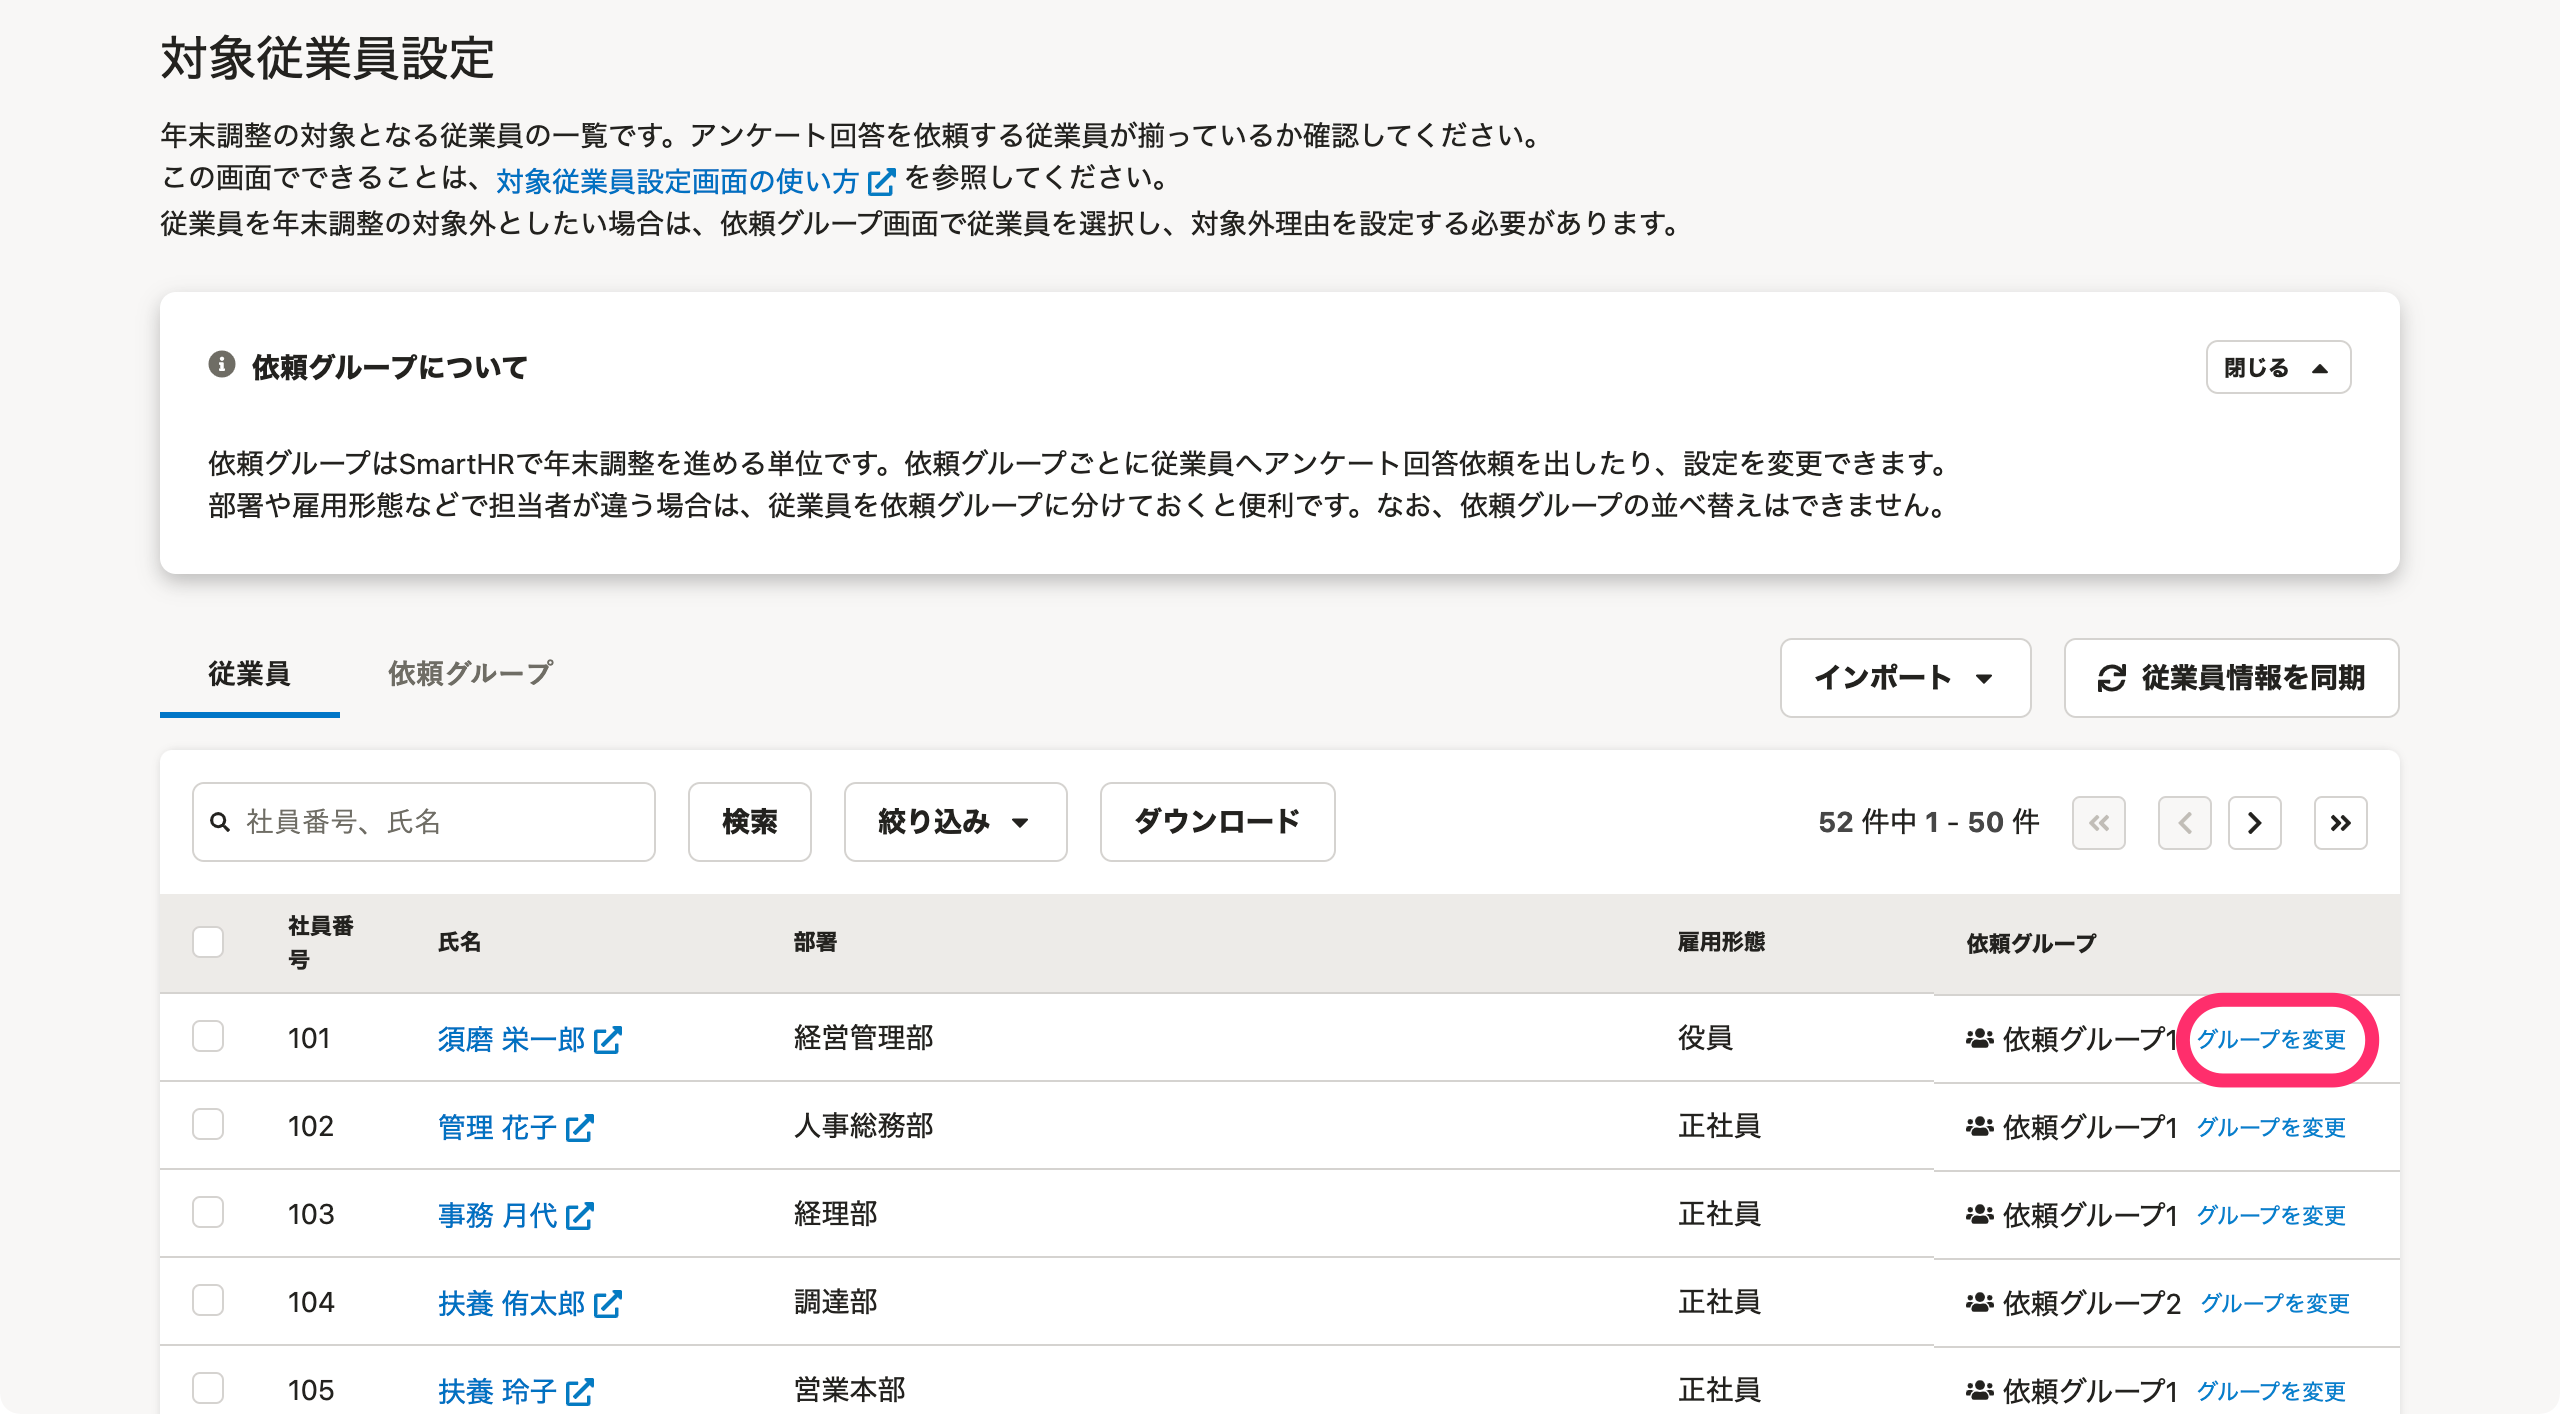 対象従業員設定
年末調整の対象となる従業員の一覧です。アンケート回答を依頼する従業員が揃っているか確認してください。
この画面でできることは、対象従業員設定画面の使い方 を参照してください。
従業員を年末調整の対象外としたい場合は、依頼グループ画面で従業員を選択し、対象外理由を設定する必要があります。
依頼グループについて 閉じる
依頼グループはSmartHRで年末調整を進める単位です。依頼グループごとに従業員へアンケート回答依頼を出したり、設定を変更できます。
部署や雇用形態などで担当者が違う場合は、従業員を依頼グループに分けておくと便利です。なお、依頼グループの並べ替えはできません。
従業員 依頼グループ インポート 従業員情報を同期
社員番号、氏名 検索 絞り込み ダウンロード 52 件中 1 - 50 件
社員番
号 氏名 部署 雇用形態 依頼グループ
101 須磨 栄一郎 経営管理部 役員 依頼グループ1 グループを変更
102 管理 花子 人事総務部 正社員 依頼グループ1 グループを変更
103 事務 月代 経理部 正社員 依頼グループ1 グループを変更
104 扶養 侑太郎 調達部 正社員 依頼グループ2 グループを変更
105 扶養 玲子 営業本部 正社員 依頼グループ1 グループを変更